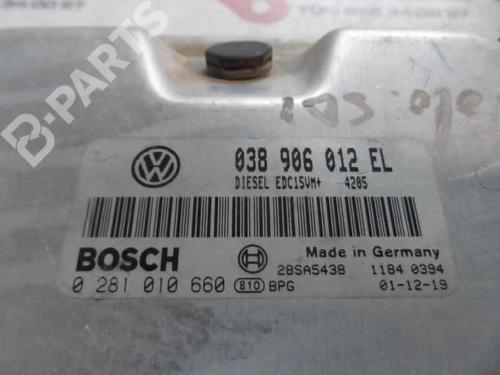 B-PARTS
038 906 012 EL
DIESEL EDC15VM+ 4205
BOSCH
Made in Germany
28SA5438 1184 0394
0 281 010 660 810 BPG 01-12-19